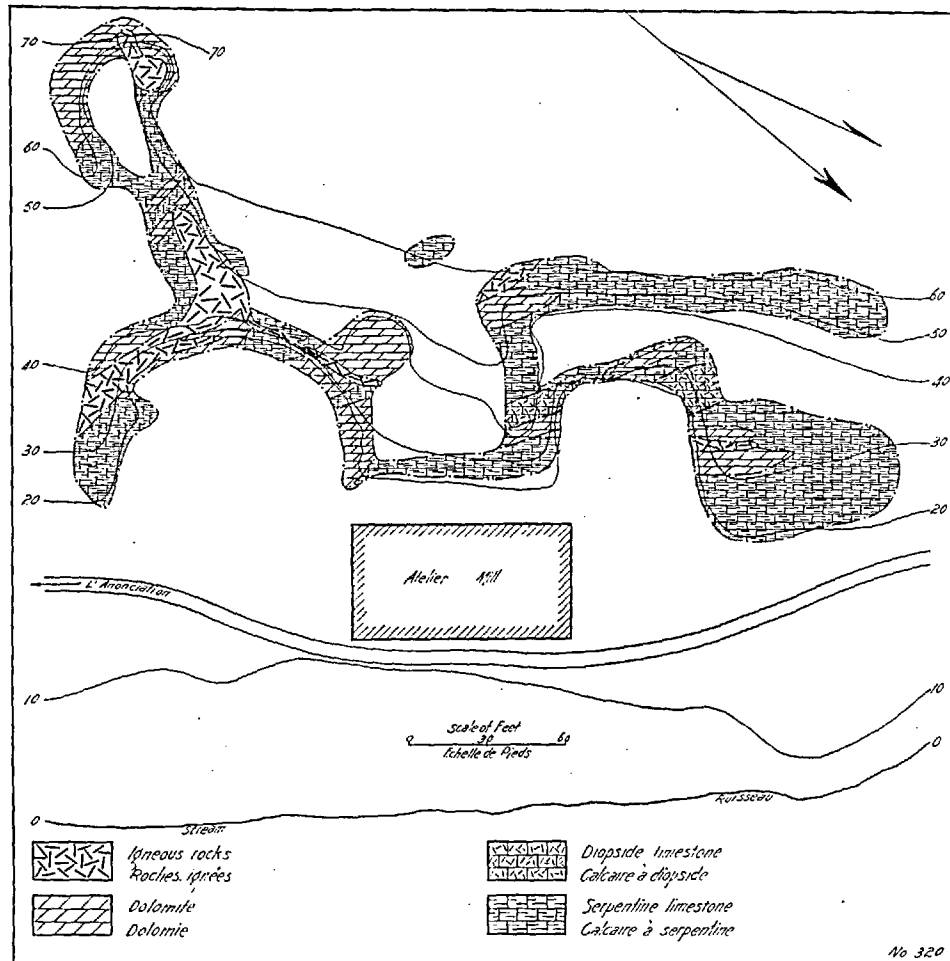 70
70
60
50
60
50
40
40
30
30
20
20
Atelier Mill
L'Anonciation
10
10
Scale of Feet
0 30 60
Echelle de Pieds
0
0
Stream
Ruisseau
Igneous rocks
Roches ignées
Dolomite
Dolomie
Diopside limestone
Calcaire à diopside
Serpentine limestone
Calcaire à serpentine
No 320